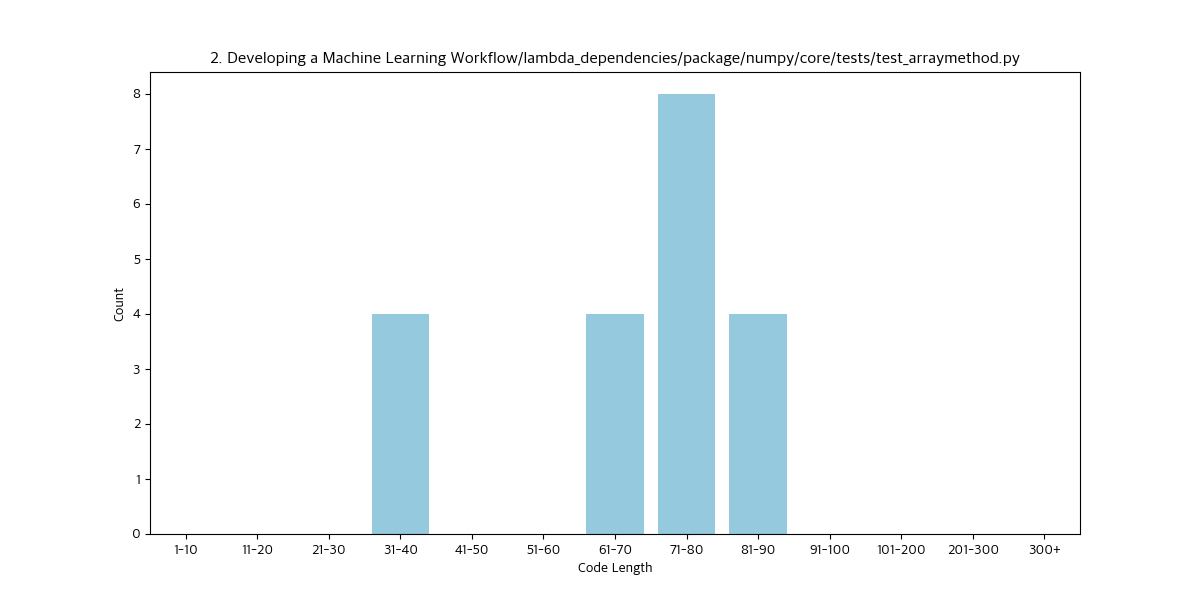 2. Developing a Machine Learning Workflow/lambda_dependencies/package/numpy/core/tests/test_arraymethod.py
8
7
6
5
4
3
2
1
0
Count
1-10 11-20 21-30 31-40 41-50 51-60 61-70 71-80 81-90 91-100 101-200 201-300 300+
Code Length